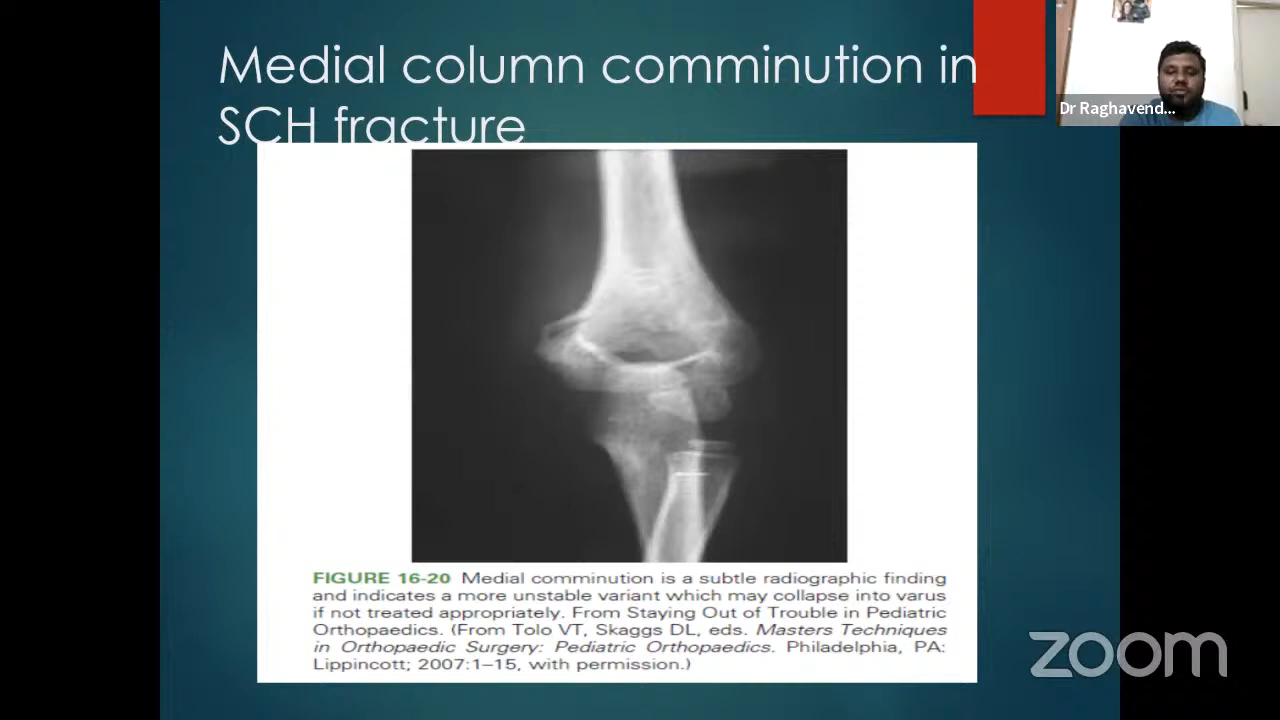 Medial column comminution in
SCH fracture
Dr Raghavend...
FIGURE 16-20 Medial comminution is a subtle radiographic finding
and indicates a more unstable variant which may collapse into varus
if not treated appropriately. From Staying Out of Trouble in Pediatric
Orthopaedics. (From Tolo VT, Skaggs DL, eds. Masters Techniques
in Orthopaedic Surgery: Pediatric Orthopaedics. Philadelphia, PA:
Lippincott; 2007:1–15, with permission.)
zoom